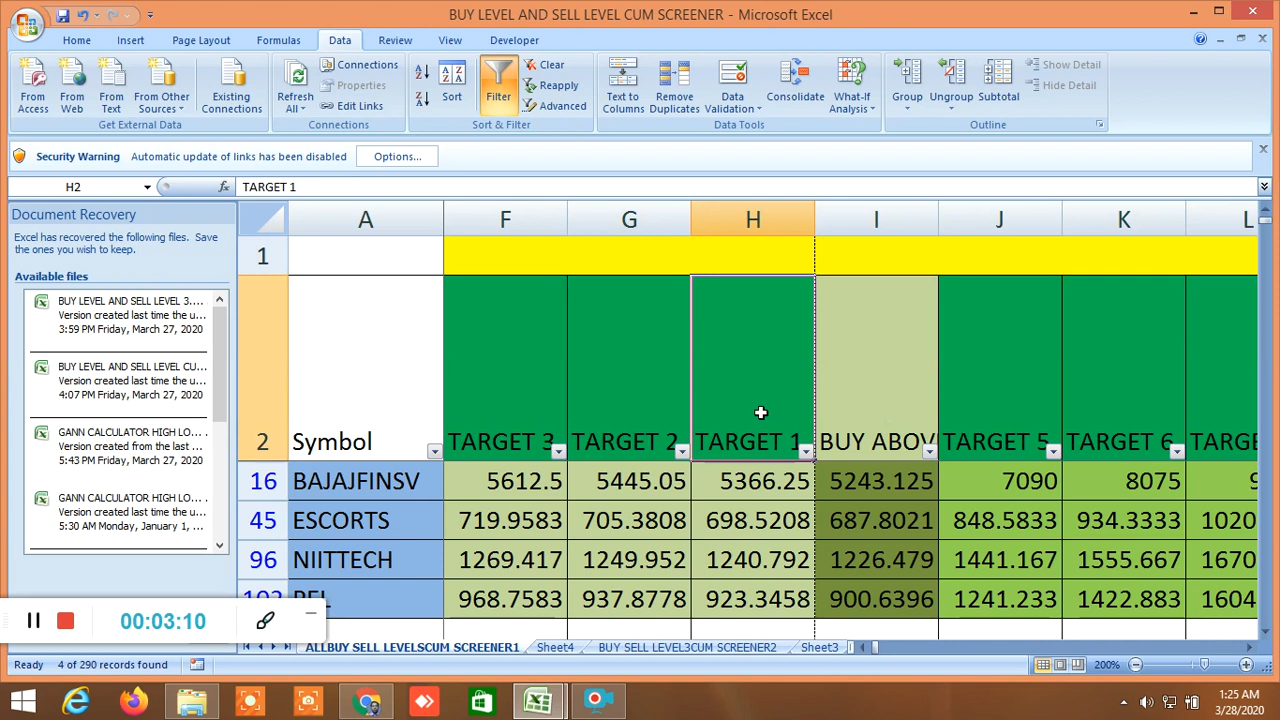 BUY LEVEL AND SELL LEVEL CUM SCREENER - Microsoft Excel
Home Insert Page Layout Formulas Data Review View Developer
From Access
From Web
From Text
From Other Sources
Existing Connections
Get External Data
Refresh All
Connections
Properties
Edit Links
Connections
Sort
Filter
Clear
Reapply
Advanced
Sort & Filter
Text to Columns
Remove Duplicates
Data Validation
Consolidate
What-If Analysis
Data Tools
Group
Ungroup
Subtotal
Show Detail
Hide Detail
Outline
Security Warning Automatic update of links has been disabled Options...
H2 fx TARGET 1
Document Recovery
Excel has recovered the following files. Save
the ones you wish to keep.
Available files
BUY LEVEL AND SELL LEVEL 3....
Version created last time the u...
3:59 PM Friday, March 27, 2020
BUY LEVEL AND SELL LEVEL CU...
Version created last time the u...
4:07 PM Friday, March 27, 2020
GANN CALCULATOR HIGH LO...
Version created from the last ...
5:43 PM Friday, March 27, 2020
GANN CALCULATOR HIGH LO...
Version created last time the u...
5:30 AM Monday, January 1, ...
A F G H I J K L
1
2 Symbol TARGET 3 TARGET 2 TARGET 1 BUY ABOV TARGET 5 TARGET 6 TARGE
16 BAJAJFINSV 5612.5 5445.05 5366.25 5243.125 7090 8075 9
45 ESCORTS 719.9583 705.3808 698.5208 687.8021 848.5833 934.3333 1020
96 NIITTECH 1269.417 1249.952 1240.792 1226.479 1441.167 1555.667 1670
968.7583 937.8778 923.3458 900.6396 1241.233 1422.883 1604
00:03:10
ALLBUY SELL LEVELSCUM SCREENER1 Sheet4 BUY SELL LEVEL3CUM SCREENER2 Sheet3
Ready 4 of 290 records found 200%
1:25 AM
3/28/2020